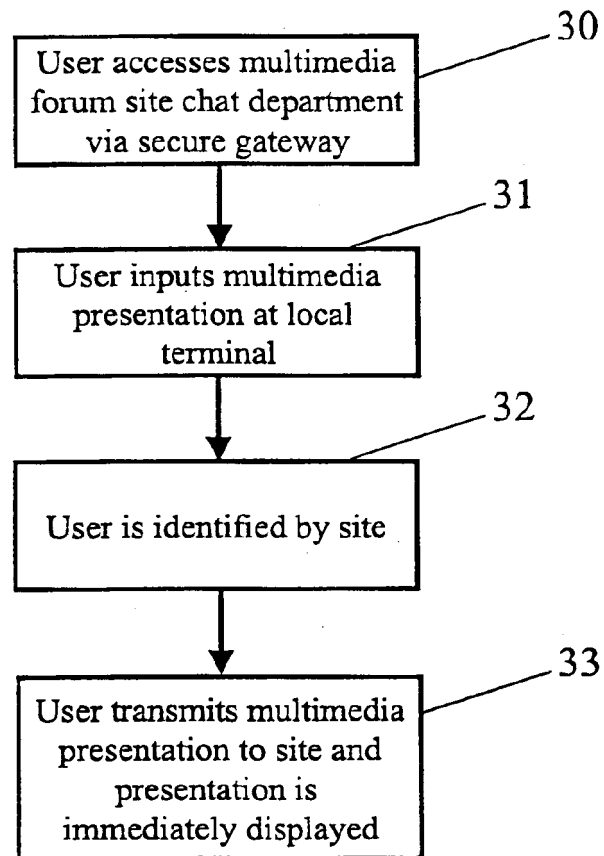 30
User accesses multimedia
forum site chat department
via secure gateway
31
User inputs multimedia
presentation at local
terminal
32
User is identified by site
33
User transmits multimedia
presentation to site and
presentation is
immediately displayed